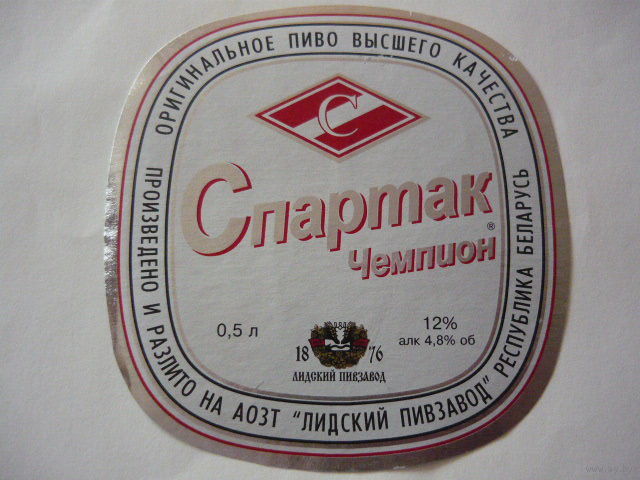 ОРИГИНАЛЬНОЕ ПИВО ВЫСШЕГО КАЧЕСТВА
С
Спартак
Чемпион ®
0,5 л
12%
алк 4,8% об
18 76
ЛИДСКИЙ ПИВЗАВОД
ПРОИЗВЕДЕНО И РАЗЛИТО НА АОЗТ "ЛИДСКИЙ ПИВЗАВОД" РЕСПУБЛИКА БЕЛАРУСЬ